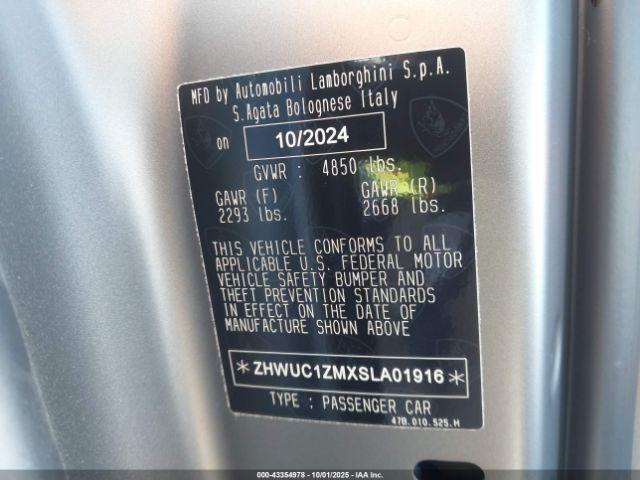 MFD by Automobili Lamborghini S.p.A.
S.Agata Bolognese Italy
on 10/2024
GVWR : 4850 lbs.
GAWR (F) GAWR (R)
2293 lbs. 2668 lbs.
THIS VEHICLE CONFORMS TO ALL
APPLICABLE U.S. FEDERAL MOTOR
VEHICLE SAFETY BUMPER AND
THEFT PREVENTION STANDARDS
IN EFFECT ON THE DATE OF
MANUFACTURE SHOWN ABOVE
*ZHWUC1ZMXSLA01916*
TYPE : PASSENGER CAR
47B.010.525.H
000-43354978 | 10/01/2025 | IAA Inc.